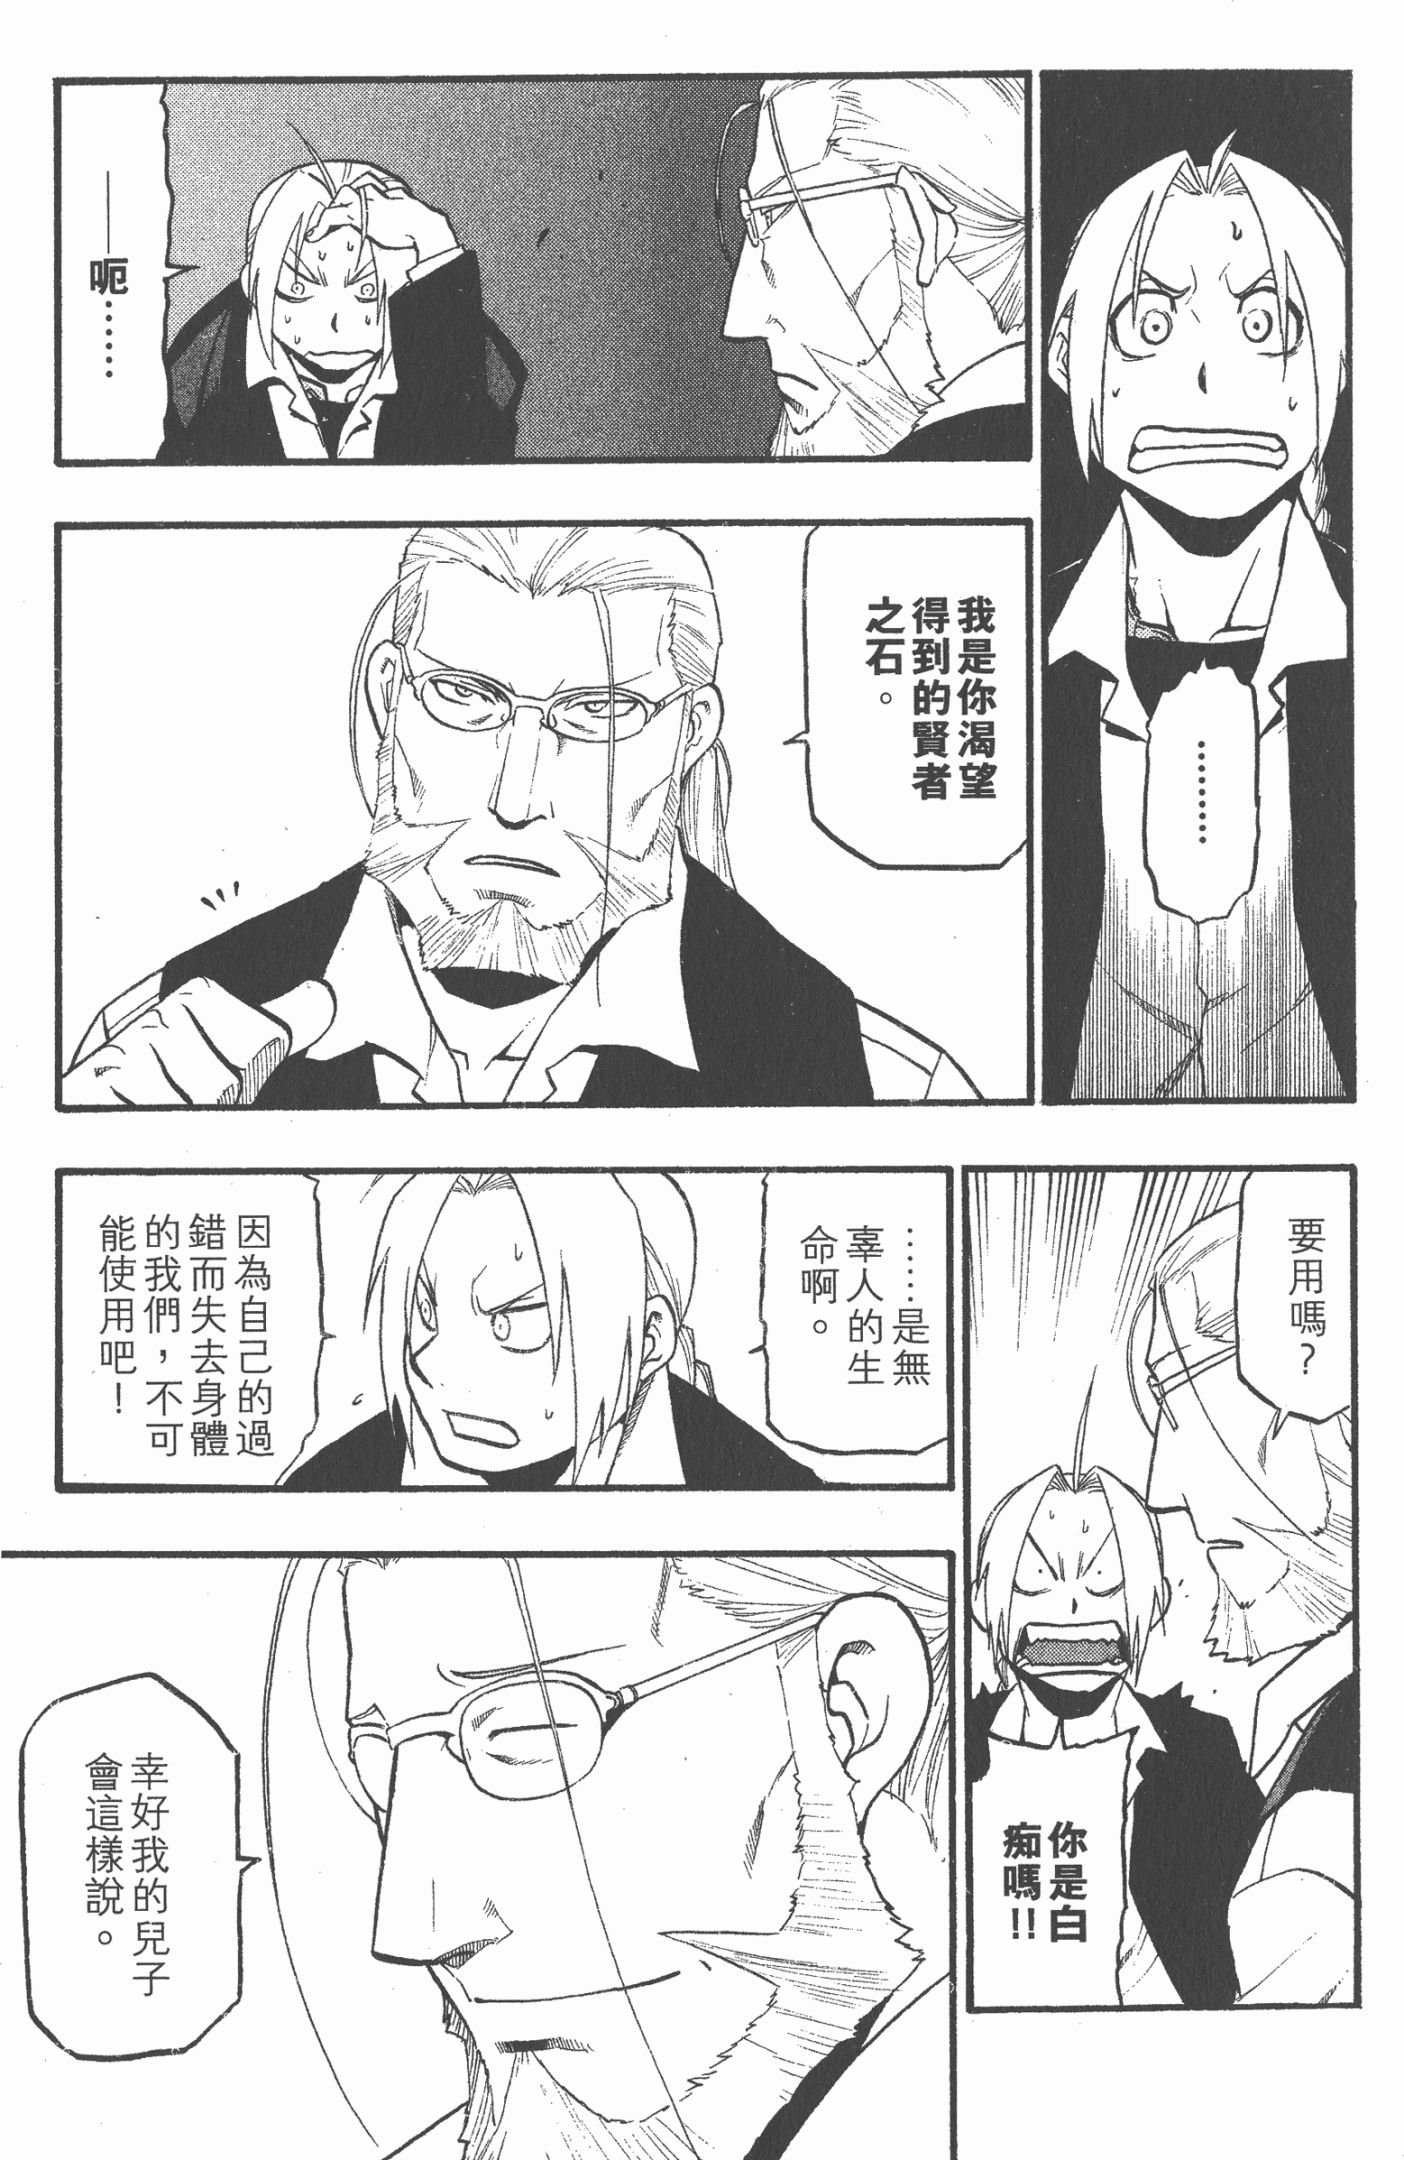 ………
——呃……
我是你渴望
得到的賢者
之石。
要用嗎？
你是白
痴嗎!!
……是無
辜人的生
命啊。
因為自己的過
錯而失去身體
的我們，不可
能使用吧！
幸好我的兒子
會這樣說。